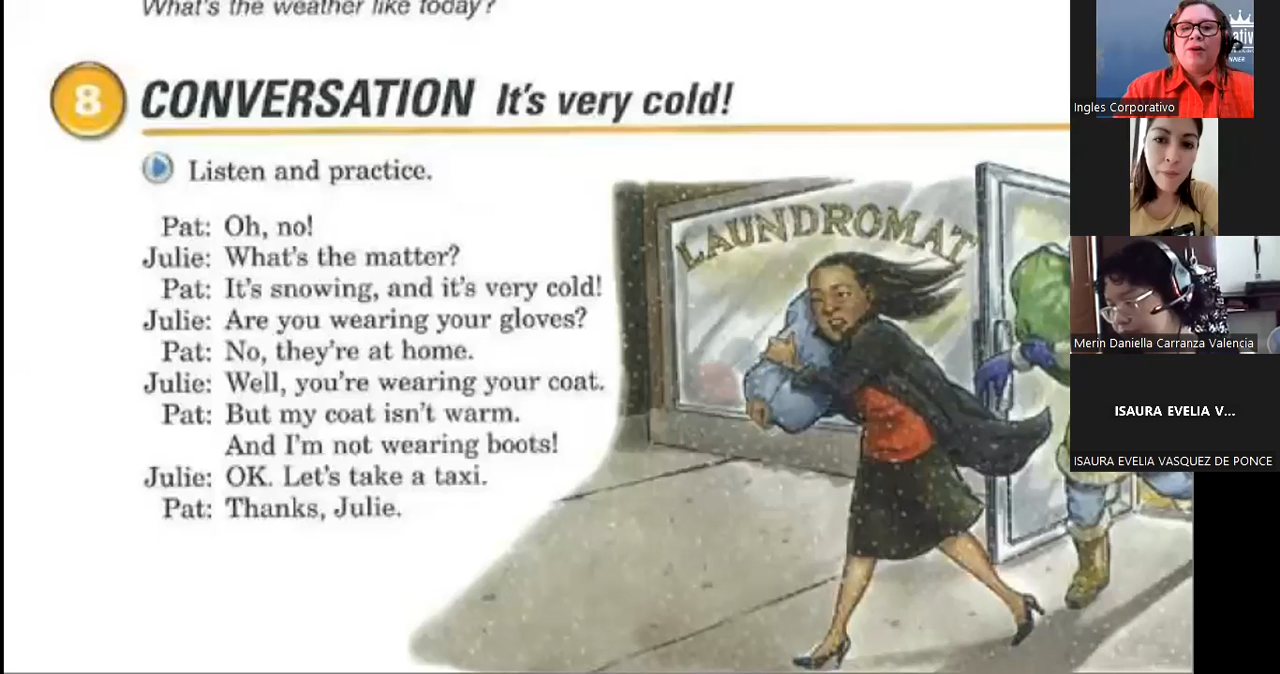 What's the weather like today?
8 CONVERSATION It's very cold!
Listen and practice.
Pat: Oh, no!
Julie: What's the matter?
Pat: It's snowing, and it's very cold!
Julie: Are you wearing your gloves?
Pat: No, they're at home.
Julie: Well, you're wearing your coat.
Pat: But my coat isn't warm.
And I'm not wearing boots!
Julie: OK. Let's take a taxi.
Pat: Thanks, Julie.
LAUNDROMAT
Ingles Corporativo
Merin Daniella Carranza Valencia
ISAURA EVELIA V...
ISAURA EVELIA VASQUEZ DE PONCE